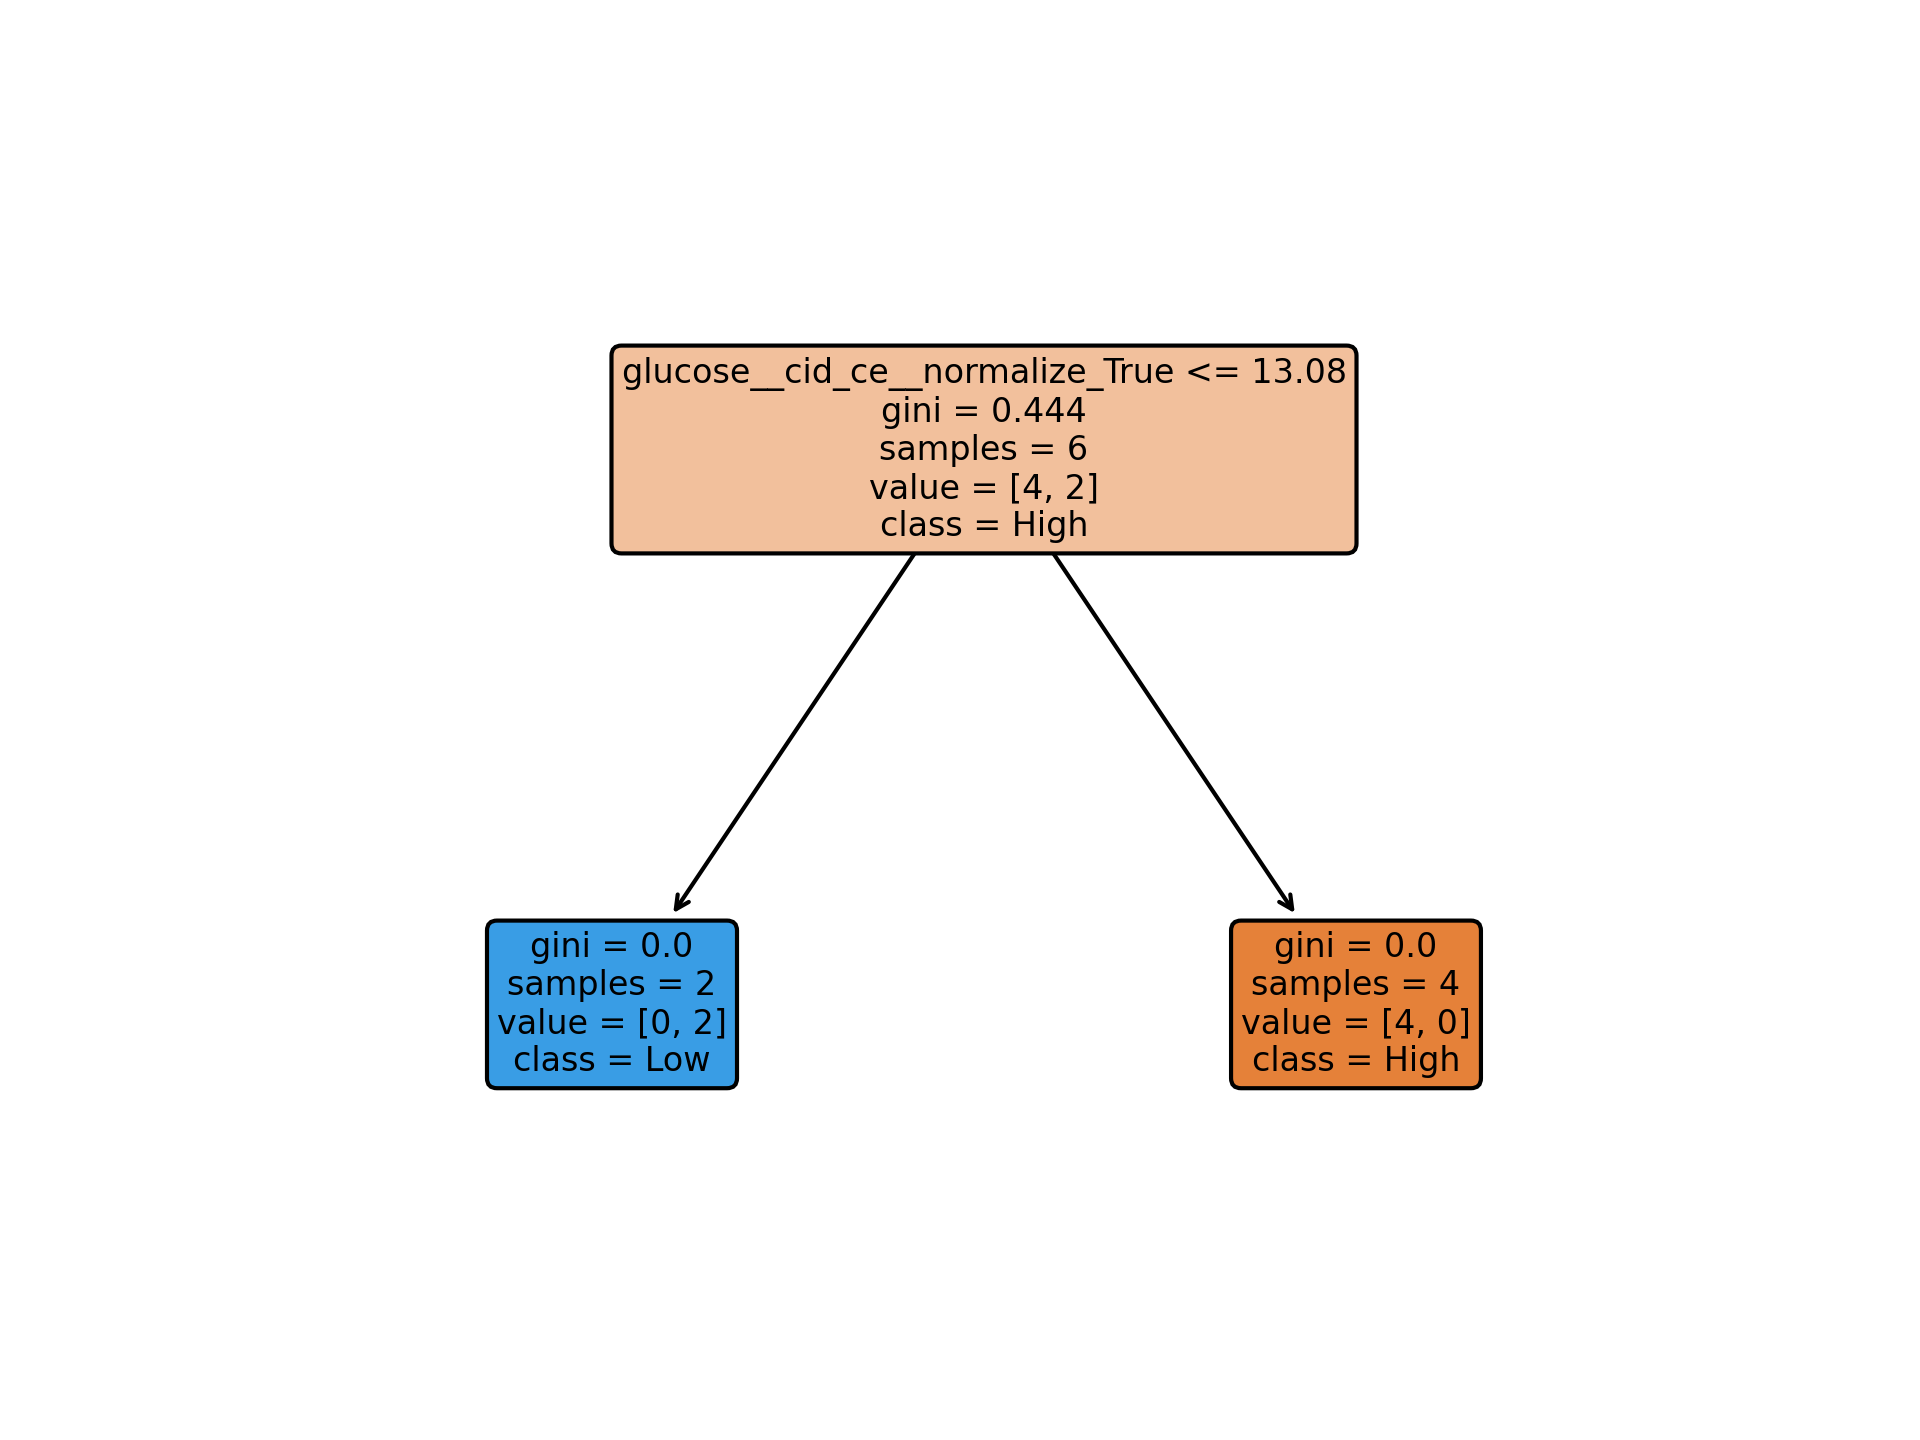 glucose__cid_ce__normalize_True <= 13.08
gini = 0.444
samples = 6
value = [4, 2]
class = High
gini = 0.0
samples = 2
value = [0, 2]
class = Low
gini = 0.0
samples = 4
value = [4, 0]
class = High